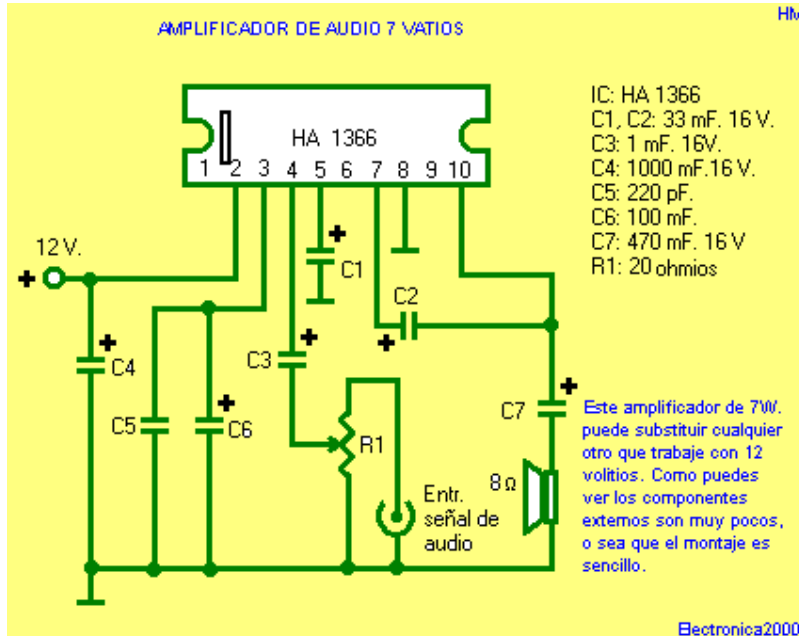 HM
AMPLIFICADOR DE AUDIO 7 VATIOS
HA 1366
1 2 3 4 5 6 7 8 9 10
IC: HA 1366
C1, C2: 33 mF. 16 V.
C3: 1 mF. 16V.
C4: 1000 mF.16 V.
C5: 220 pF.
C6: 100 mF.
C7: 470 mF. 16 V
R1: 20 ohmios
12 V.
+
+
C1
C2
+
+
C4
+
C3
+
C5
+
C6
R1
C7
+
8 Ω
Entr.
señal de
audio
Este amplificador de 7W.
puede substituir cualquier
otro que trabaje con 12
volitios. Como puedes
ver los componentes
externos son muy pocos,
o sea que el montaje es
sencillo.
Electronica2000